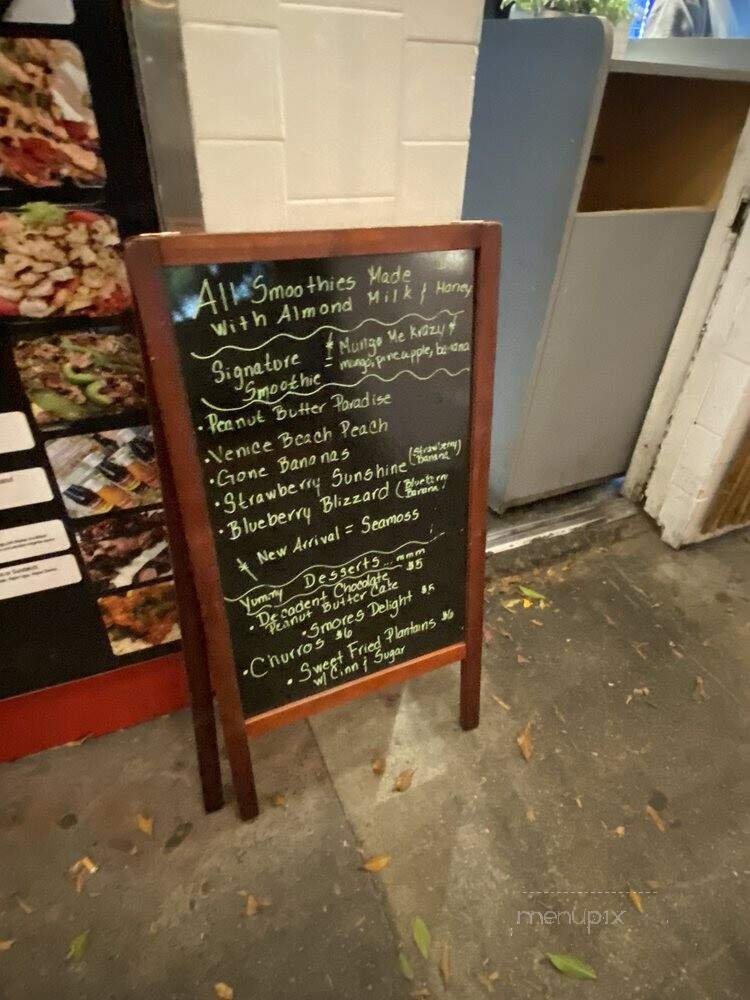 All Smoothies Made
with Almond Milk & Honey
Signature Smoothie = * Mungo Me Krazy *
mungo, pineapple, banana
• Peanut Butter Paradise
• Venice Beach Peach
• Gone Bananas
• Strawberry Sunshine (Strawberry Banana)
• Blueberry Blizzard (Blueberry Banana)
* New Arrival = Seamoss
Yummy Desserts... mmm
• Decadent Chocolate $5
Peanut Butter Cake
• Smores Delight $5
• Churros $6
• Sweet Fried Plantains $6
w/ Cinn & Sugar
menupix